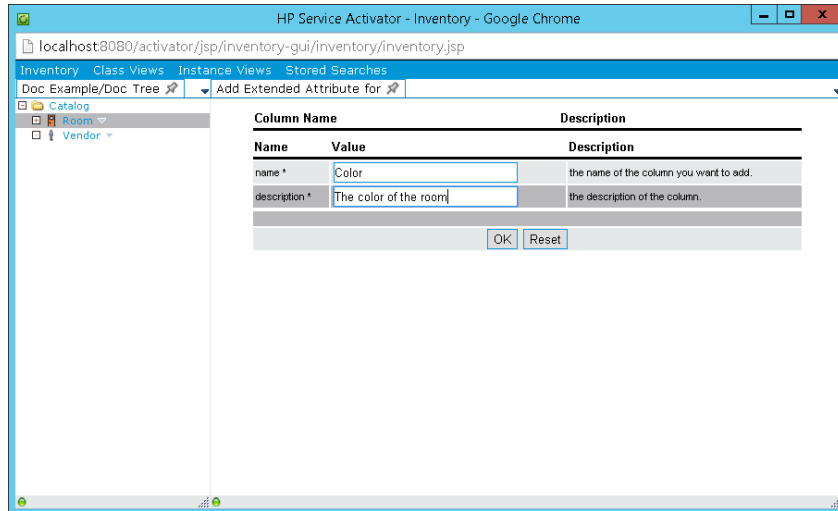 HP Service Activator - Inventory - Google Chrome
localhost:8080/activator/jsp/inventory-gui/inventory/inventory.jsp
Inventory Class Views Instance Views Stored Searches
Doc Example/Doc Tree Add Extended Attribute for
Catalog
Room
Vendor
Column Name Description
Name Value Description
name * Color the name of the column you want to add.
description * The color of the room the description of the column.
OK Reset